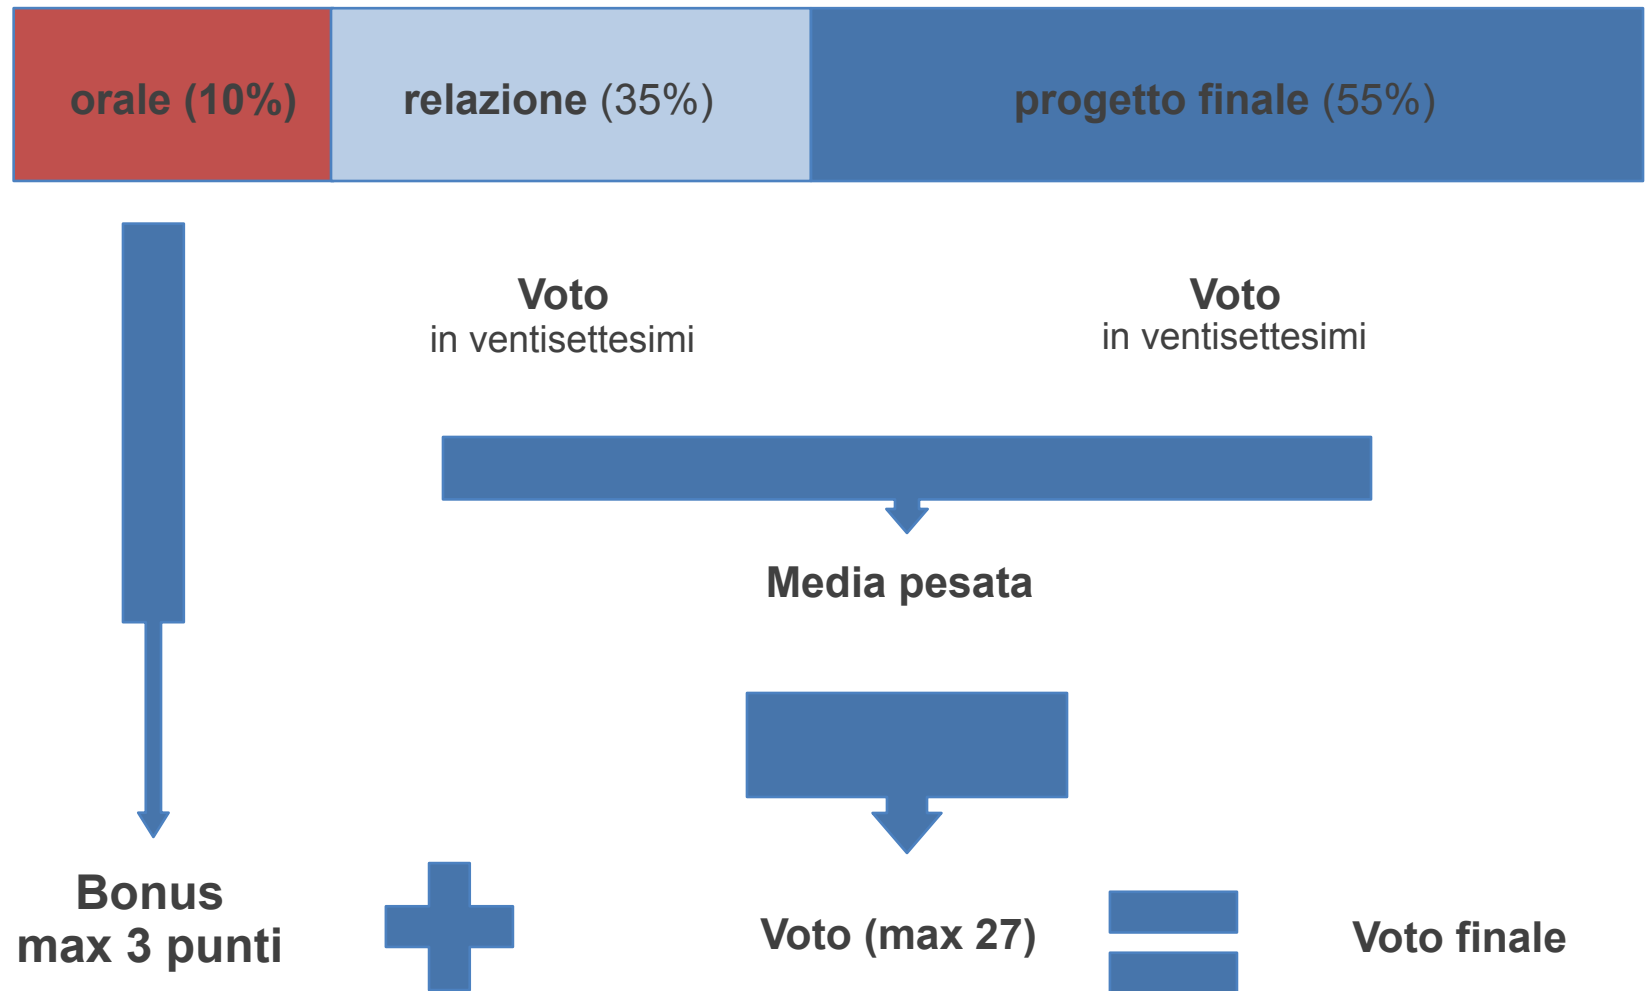 orale (10%)
relazione (35%)
progetto finale (55%)
Voto
in ventisettesimi
Voto
in ventisettesimi
Media pesata
Bonus
max 3 punti
Voto (max 27)
Voto finale